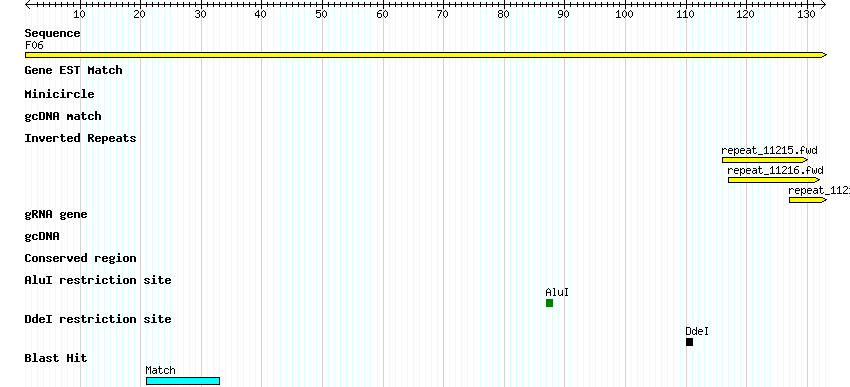 10 20 30 40 50 60 70 80 90 100 110 120 130
Sequence
F06
Gene EST Match
Minicircle
gcDNA match
Inverted Repeats
repeat_11215.fwd
repeat_11216.fwd
gRNA gene
gcDNA
Conserved region
AluI restriction site
AluI
DdeI restriction site
DdeI
Blast Hit
Match